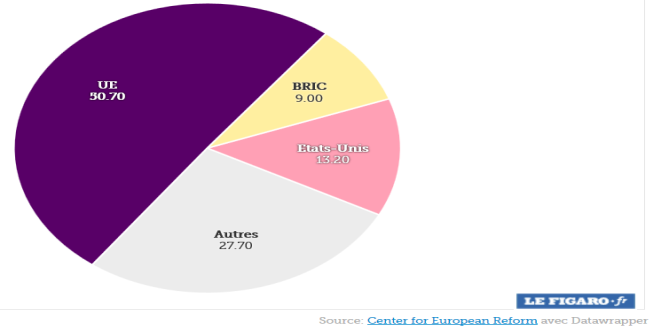 UE
50.70
BRIC
9.00
Etats-Unis
13.20
Autres
27.70
LE FIGARO·fr
Source: Center for European Reform avec Datawrapper